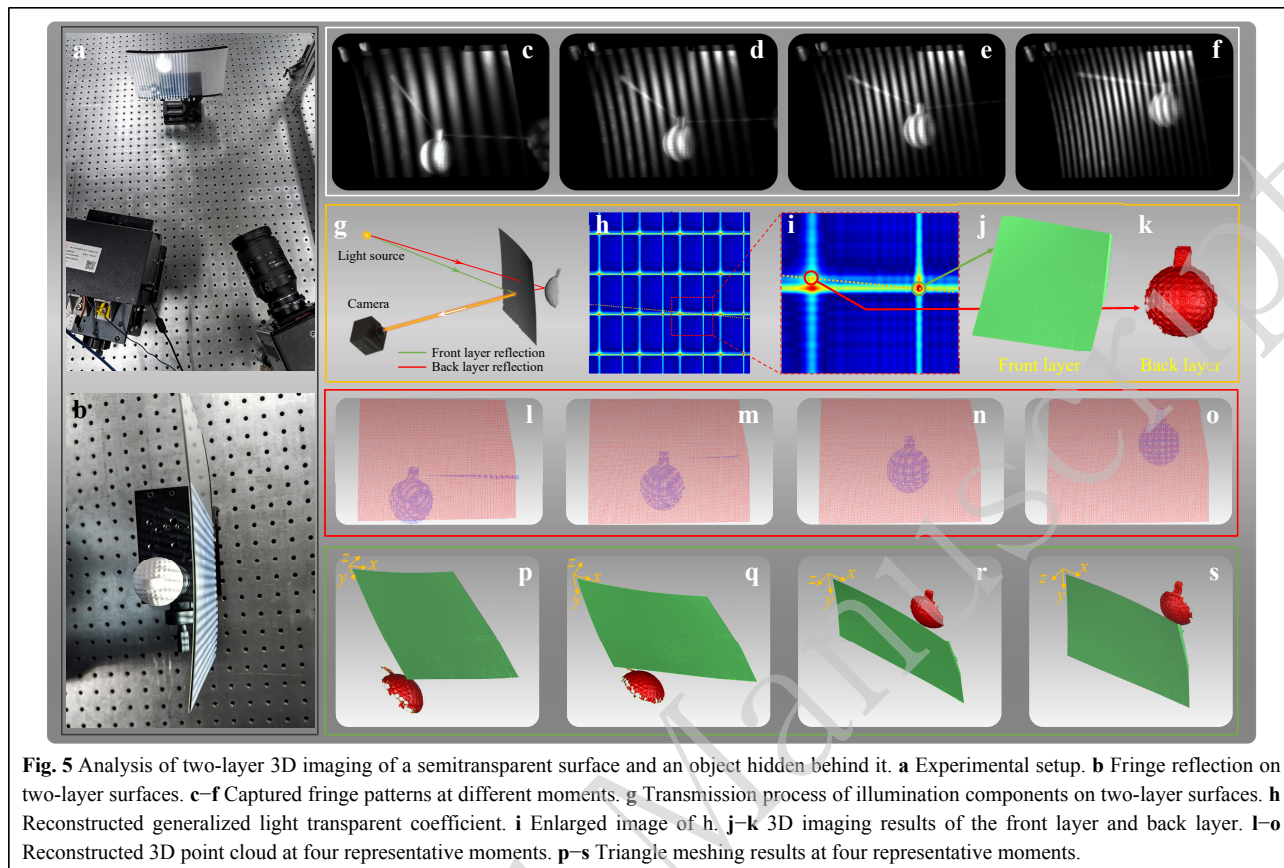 a
c
d
e
f
g
Light source
Camera
Front layer reflection
Back layer reflection
h
i
j
Front layer
k
Back layer
b
l
m
n
o
z
x
y
p
z
x
y
q
z
x
y
r
z
x
y
s
Manuscript
Fig. 5 Analysis of two-layer 3D imaging of a semitransparent surface and an object hidden behind it. a Experimental setup. b Fringe reflection on
two-layer surfaces. c−f Captured fringe patterns at different moments. g Transmission process of illumination components on two-layer surfaces. h
Reconstructed generalized light transparent coefficient. i Enlarged image of h. j−k 3D imaging results of the front layer and back layer. l−o
Reconstructed 3D point cloud at four representative moments. p−s Triangle meshing results at four representative moments.